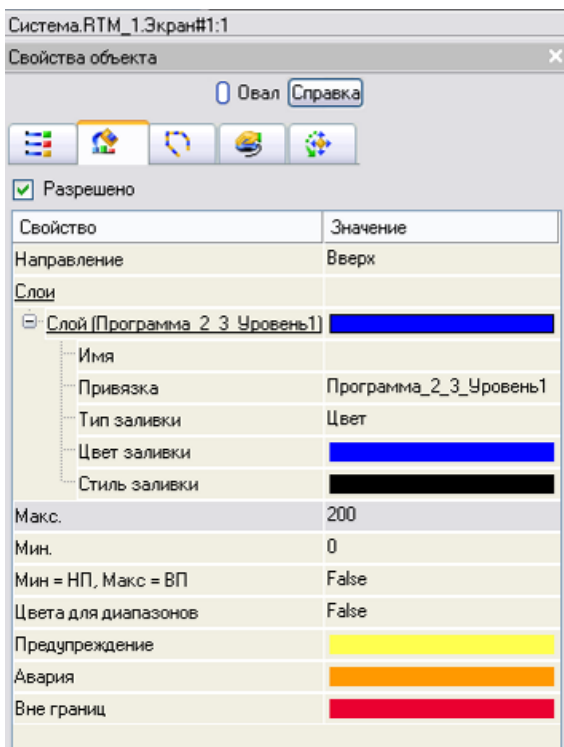 Система.RTM_1.Экран#1:1
Свойства объекта
Овал Справка
Разрешено
Свойство Значение
Направление Вверх
Слои
Слой (Программа_2_3_Уровень1)
Имя
Привязка Программа_2_3_Уровень1
Тип заливки Цвет
Цвет заливки
Стиль заливки
Макс. 200
Мин. 0
Мин = НП, Макс = ВП False
Цвета для диапазонов False
Предупреждение
Авария
Вне границ